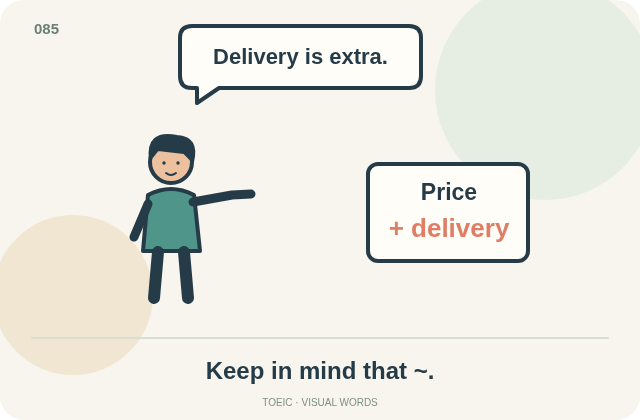 085
Delivery is extra.
Price
+ delivery
Keep in mind that ~.
TOEIC · VISUAL WORDS